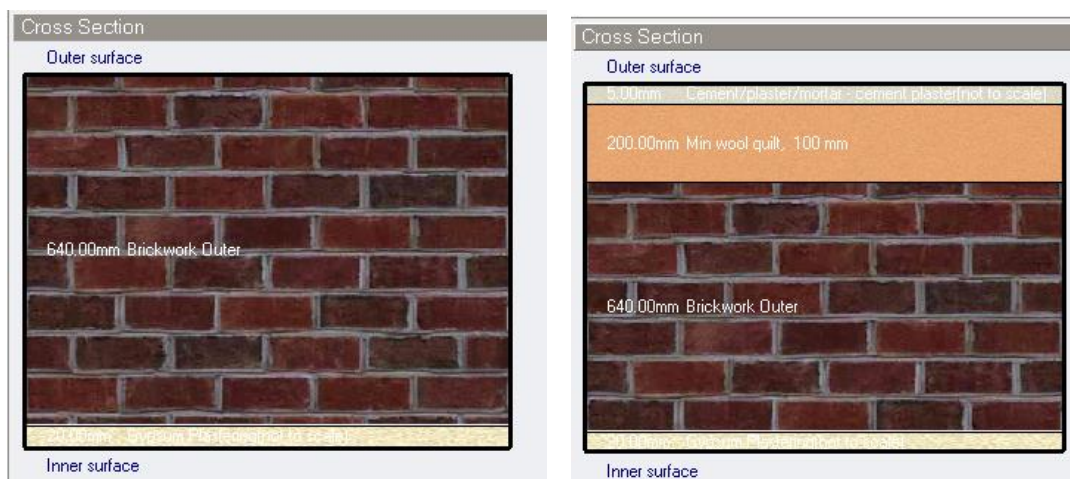 Cross Section
Outer surface
640.00mm Brickwork Outer
20.00mm Gypsum Plastering(not to scale)
Inner surface
Cross Section
Outer surface
5.00mm Cement/plaster/mortar - cement plaster(not to scale)
200.00mm Min wool quilt, 100 mm
640.00mm Brickwork Outer
20.00mm Gypsum Plastering(not to scale)
Inner surface